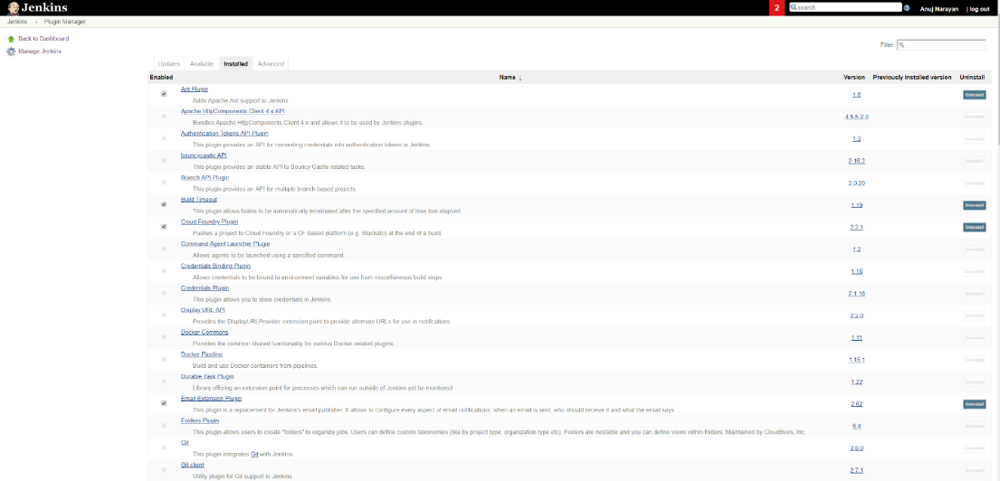 Jenkins
2
search
Anuj Narayan
| log out
Jenkins › Plugin Manager
Back to Dashboard
Manage Jenkins
Filter
Updates Available Installed Advanced
Enabled Name ↓ Version Previously installed version Uninstall
Ant Plugin
Adds Apache Ant support to Jenkins
1.8 Uninstall
Apache HttpComponents Client 4.x API
Bundles Apache HttpComponents Client 4.x and allows it to be used by Jenkins plugins.
4.5.5-2.0 Uninstall
Authentication Tokens API Plugin
This plugin provides an API for converting credentials into authentication tokens in Jenkins.
1.3 Uninstall
bouncycastle API
This plugin provides an stable API to Bouncy Castle related tasks.
2.16.2 Uninstall
Branch API Plugin
This plugin provides an API for multiple branch based projects.
2.0.20 Uninstall
Build Timeout
This plugin allows builds to be automatically terminated after the specified amount of time has elapsed.
1.19 Uninstall
Cloud Foundry Plugin
Pushes a project to Cloud Foundry or a CF-based platform (e.g. Stackato) at the end of a build.
2.2.1 Uninstall
Command Agent Launcher Plugin
Allows agents to be launched using a specified command.
1.2 Uninstall
Credentials Binding Plugin
Allows credentials to be bound to environment variables for use from miscellaneous build steps.
1.16 Uninstall
Credentials Plugin
This plugin allows you to store credentials in Jenkins.
2.1.16 Uninstall
Display URL API
Provides the DisplayURLProvider extension point to provide alternate URLs for use in notifications
2.2.0 Uninstall
Docker Commons
Provides the common shared functionality for various Docker-related plugins.
1.11 Uninstall
Docker Pipeline
Build and use Docker containers from pipelines.
1.15.1 Uninstall
Durable Task Plugin
Library offering an extension point for processes which can run outside of Jenkins yet be monitored.
1.22 Uninstall
Email Extension Plugin
This plugin is a replacement for Jenkins's email publisher. It allows to configure every aspect of email notifications: when an email is sent, who should receive it and what the email says
2.62 Uninstall
Folders Plugin
This plugin allows users to create "folders" to organize jobs. Users can define custom taxonomies (like by project type, organization type etc). Folders are nestable and you can define views within folders. Maintained by CloudBees, Inc.
6.4 Uninstall
Git
This plugin integrates Git with Jenkins.
3.8.0 Uninstall
Git client
Utility plugin for Git support in Jenkins
2.7.1 Uninstall